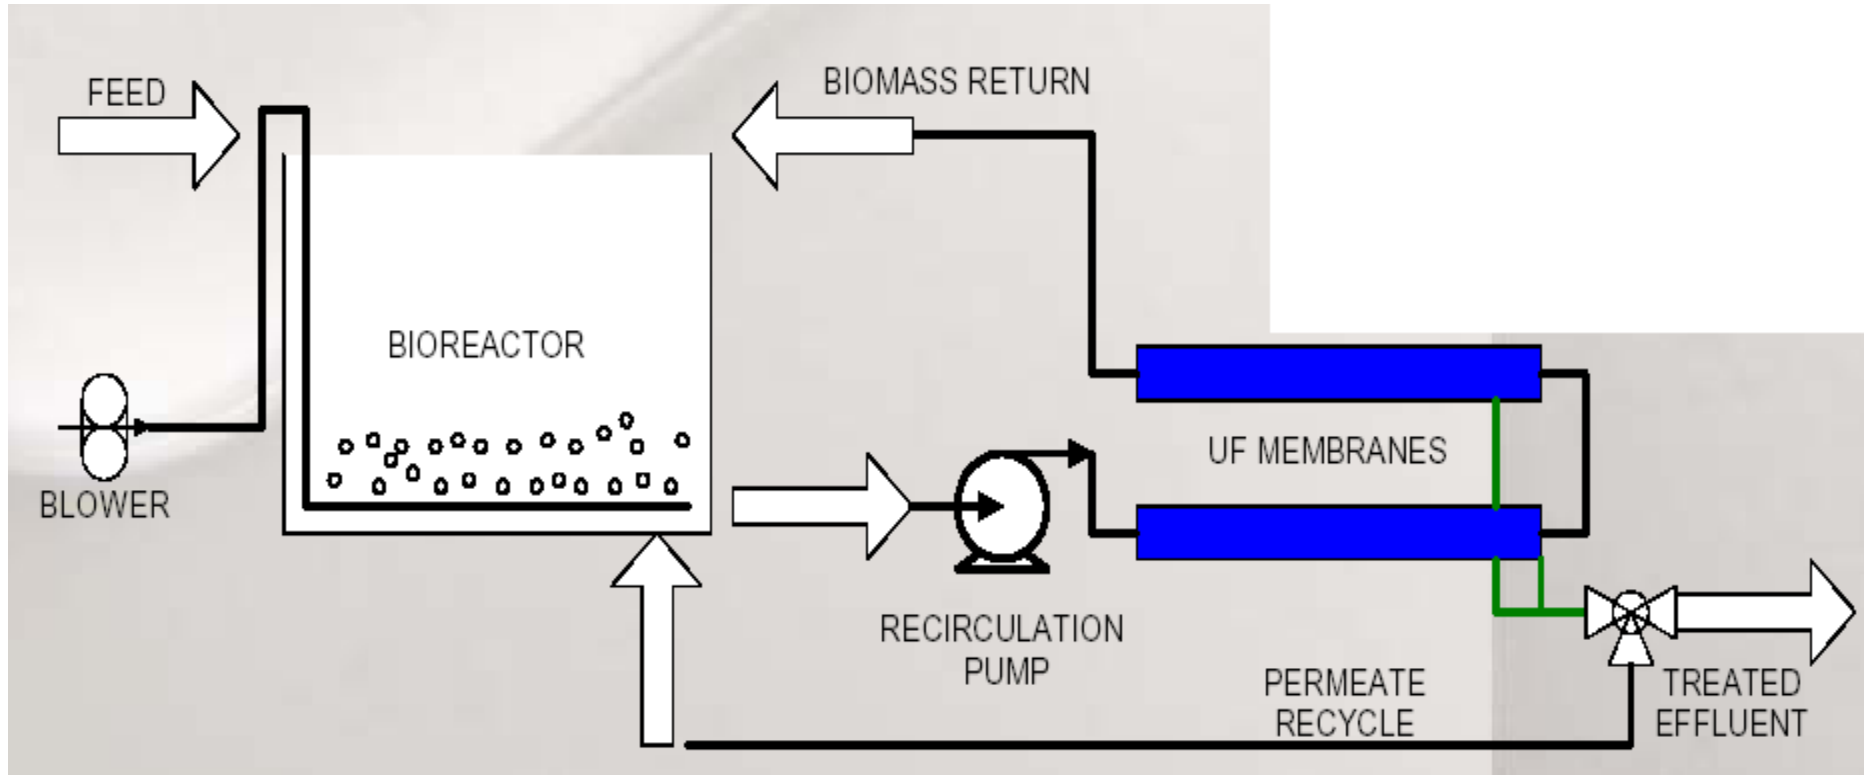 FEED
BIOMASS RETURN
BIOREACTOR
BLOWER
UF MEMBRANES
RECIRCULATION
PUMP
PERMEATE
RECYCLE
TREATED
EFFLUENT